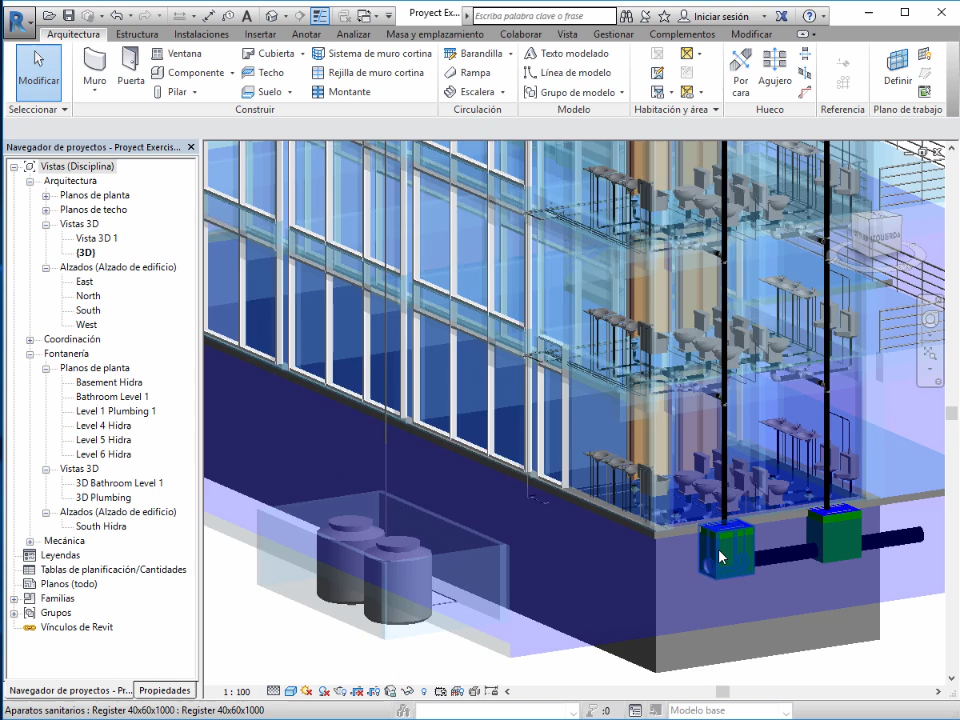 Project Ex...
Escriba palabra clave o frase
Iniciar sesión
Arquitectura Estructura Instalaciones Insertar Anotar Analizar Masa y emplazamiento Colaborar Vista Gestionar Complementos Modificar
Modificar
Muro
Puerta
Ventana
Componente
Pilar
Cubierta
Techo
Suelo
Sistema de muro cortina
Rejilla de muro cortina
Montante
Barandilla
Rampa
Escalera
Texto modelado
Línea de modelo
Grupo de modelo
Por cara
Agujero
Definir
Seleccionar
Construir
Circulación
Modelo
Habitación y área
Hueco
Referencia
Plano de trabajo
Navegador de proyectos - Project Exercis...
Vistas (Disciplina)
Arquitectura
Planos de planta
Planos de techo
Vistas 3D
Vista 3D 1
{3D}
Alzados (Alzado de edificio)
East
North
South
West
Coordinación
Fontanería
Planos de planta
Basement Hidra
Bathroom Level 1
Level 1 Plumbing 1
Level 4 Hidra
Level 5 Hidra
Level 6 Hidra
Vistas 3D
3D Bathroom Level 1
3D Plumbing
Alzados (Alzado de edificio)
South Hidra
Mecánica
Leyendas
Tablas de planificación/Cantidades
Planos (todo)
Familias
Grupos
Vínculos de Revit
Navegador de proyectos - Pr...
Propiedades
1 : 100
Aparatos sanitarios : Register 40x60x1000 : Register 40x60x1000
:0
Modelo base